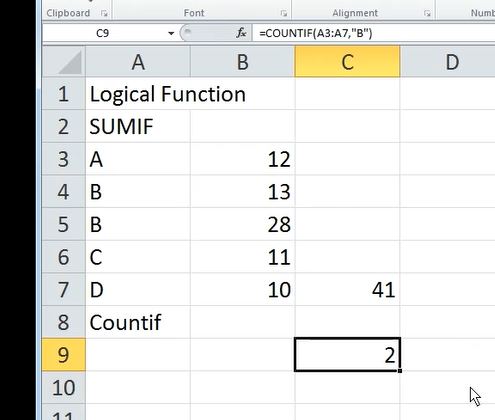 Clipboard Font Alignment Numb
C9 fx =COUNTIF(A3:A7,"B")
A B C D
1 Logical Function
2 SUMIF
3 A 12
4 B 13
5 B 28
6 C 11
7 D 10 41
8 Countif
9 2
10
11